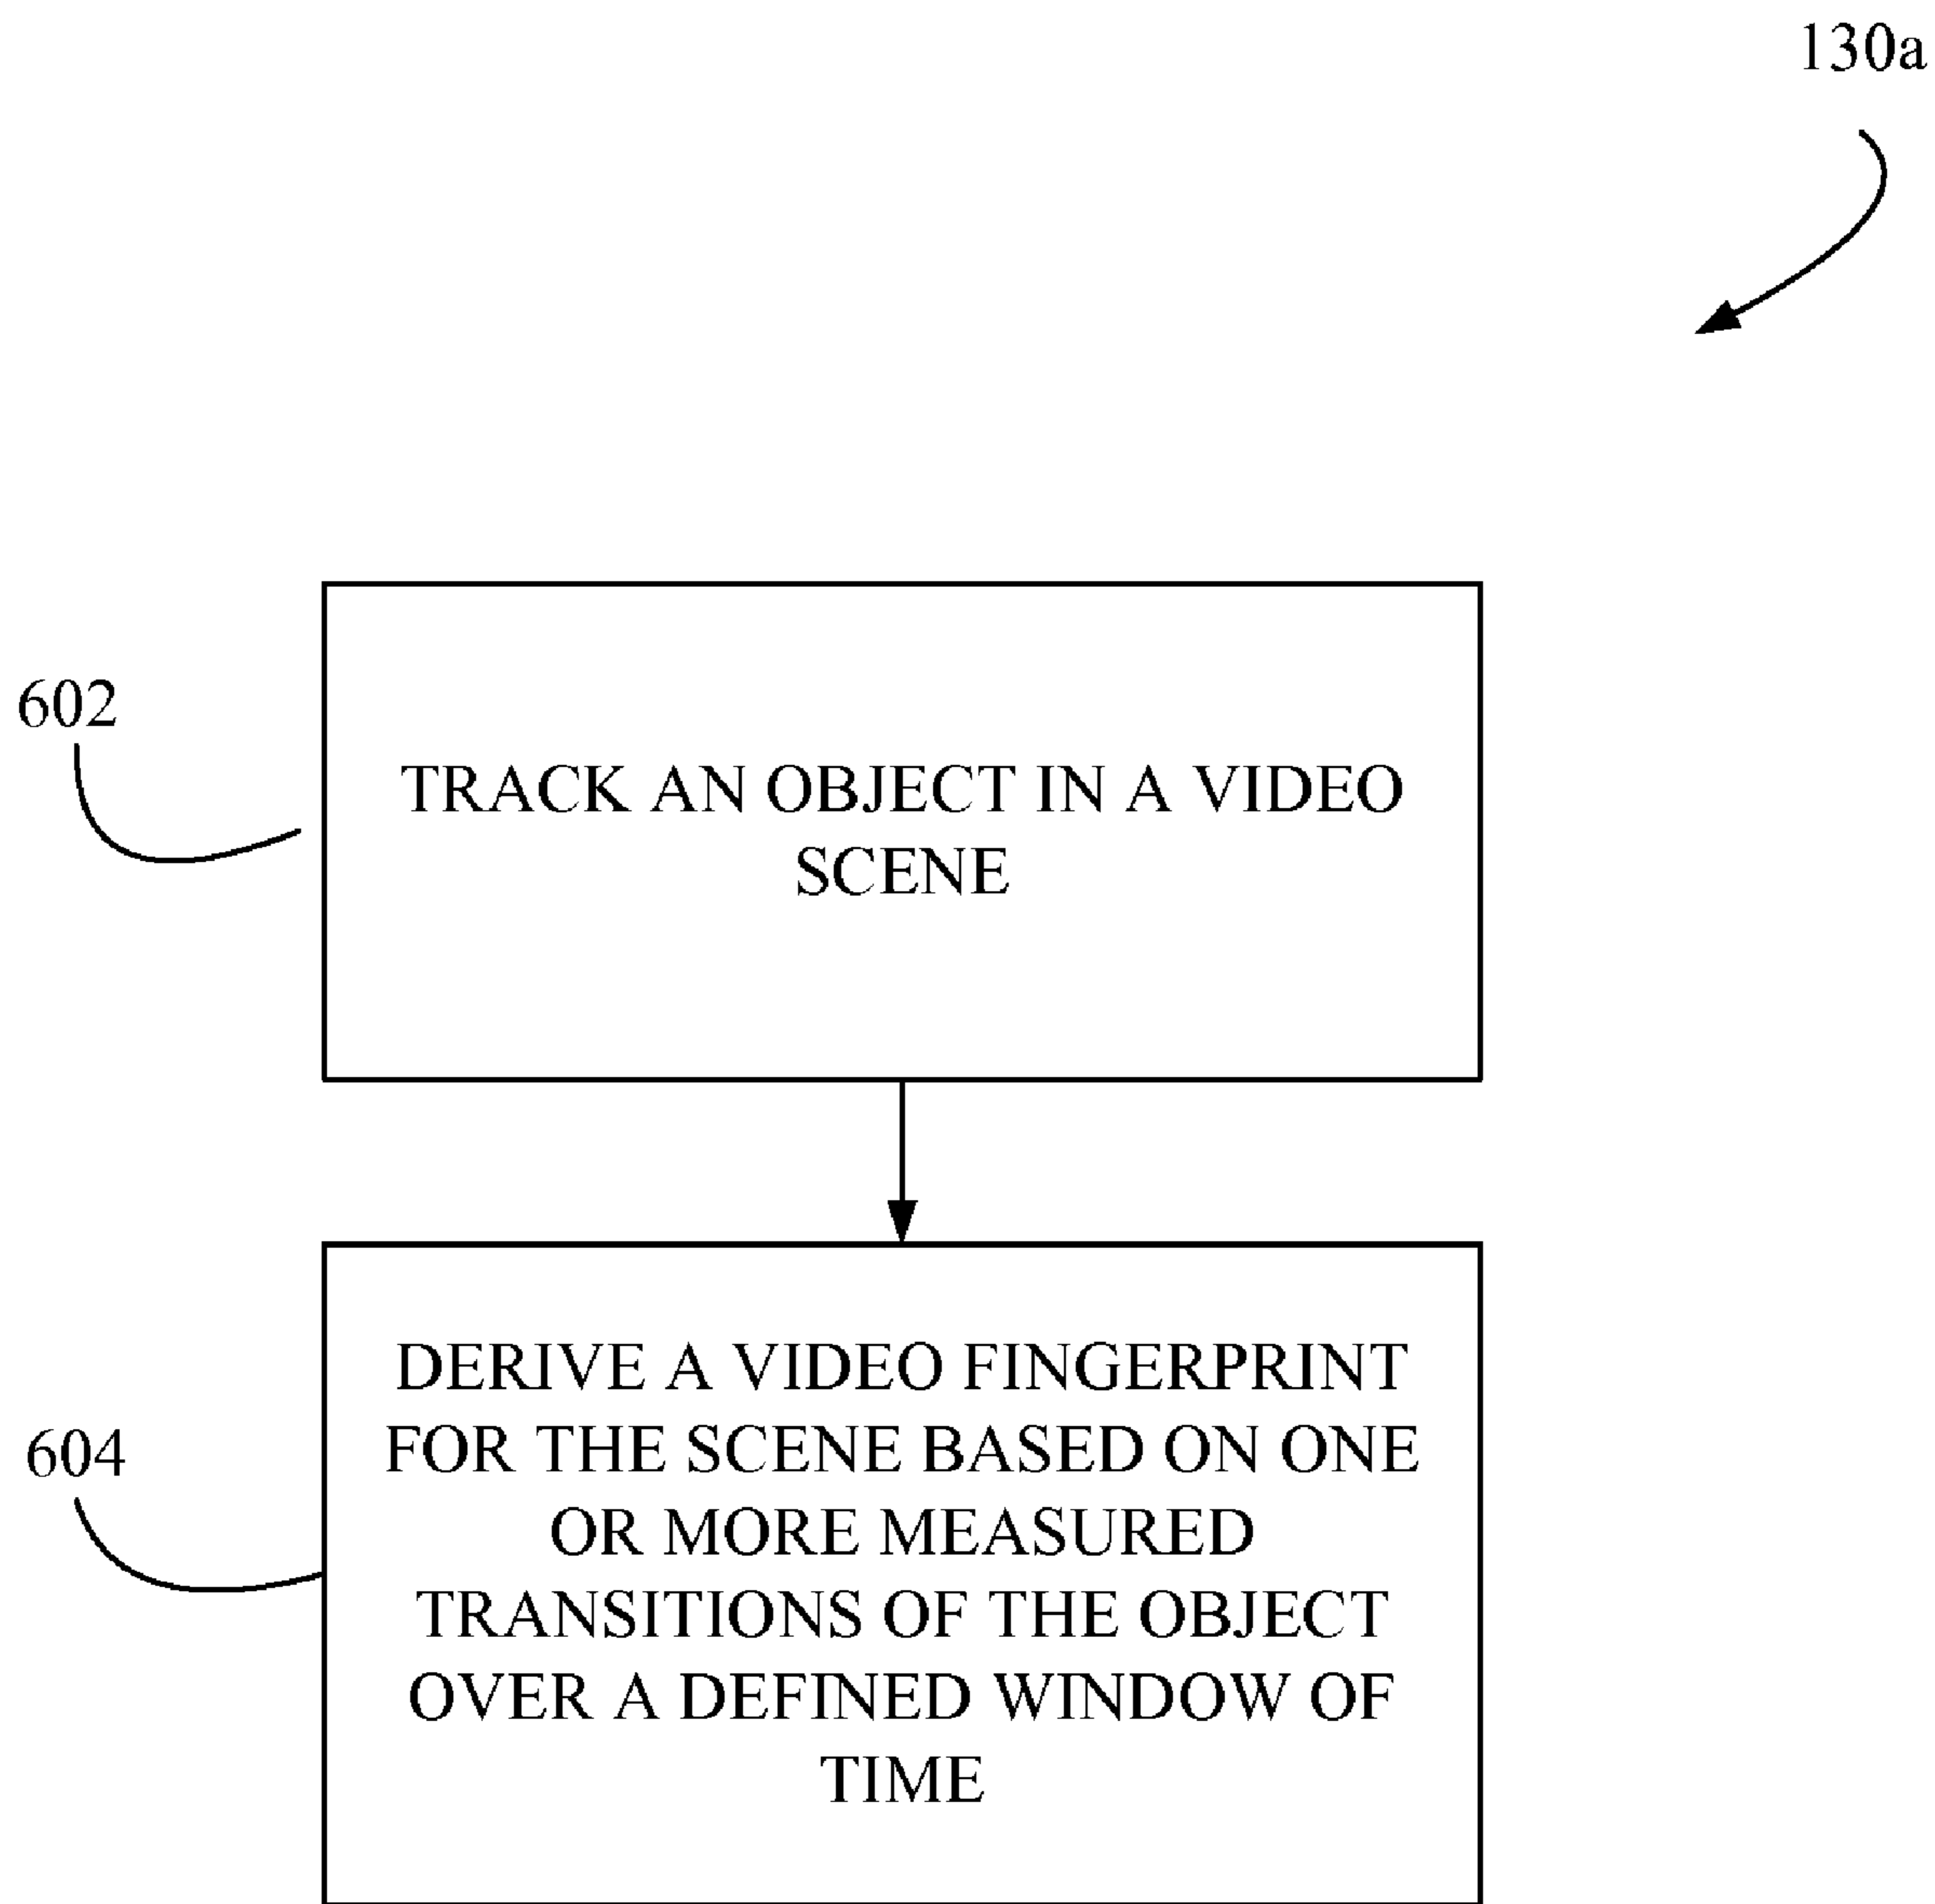 130a
602
TRACK AN OBJECT IN A VIDEO
SCENE
604
DERIVE A VIDEO FINGERPRINT
FOR THE SCENE BASED ON ONE
OR MORE MEASURED
TRANSITIONS OF THE OBJECT
OVER A DEFINED WINDOW OF
TIME